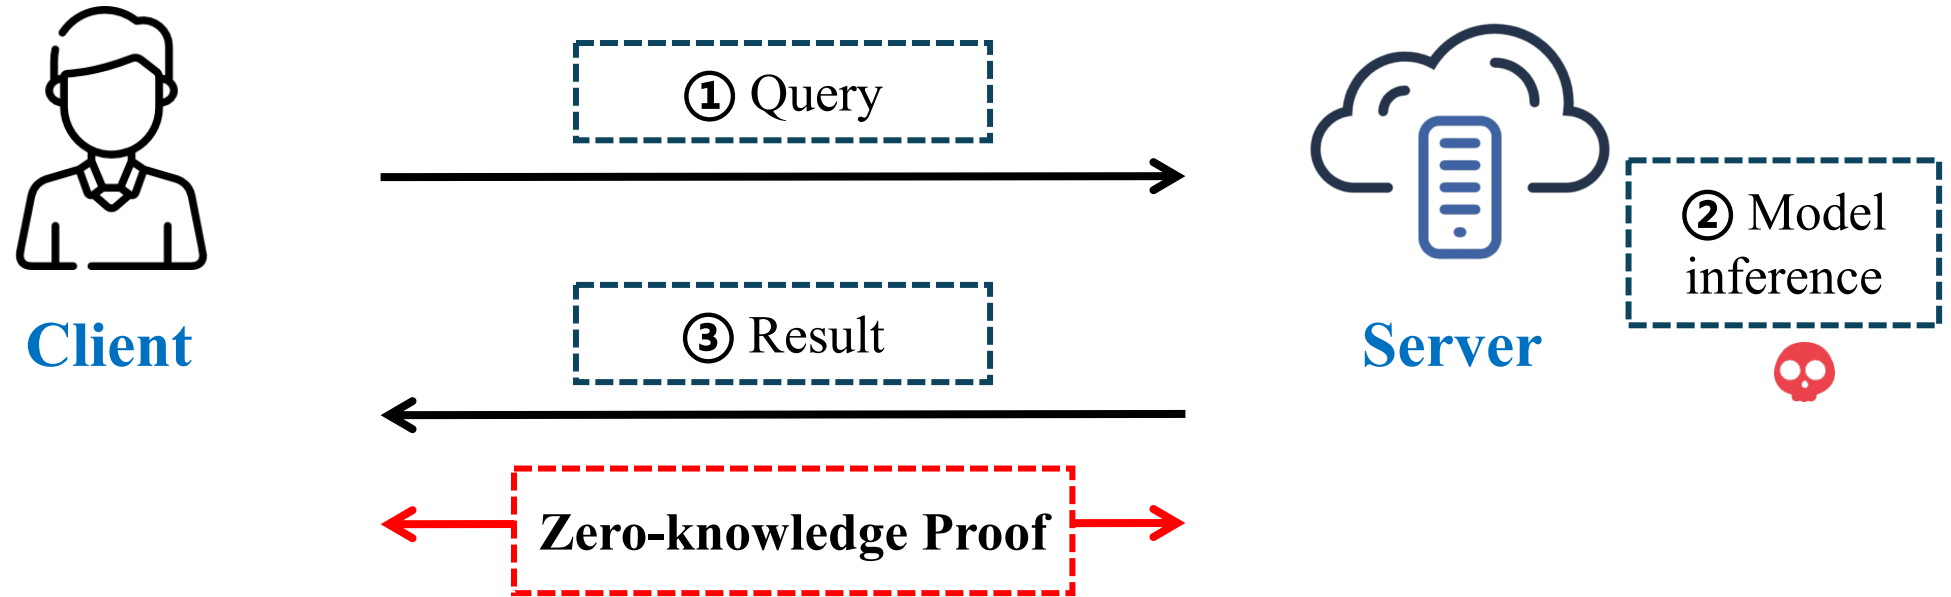 ① Query
② Model
inference
③ Result
Client
Server
Zero-knowledge Proof